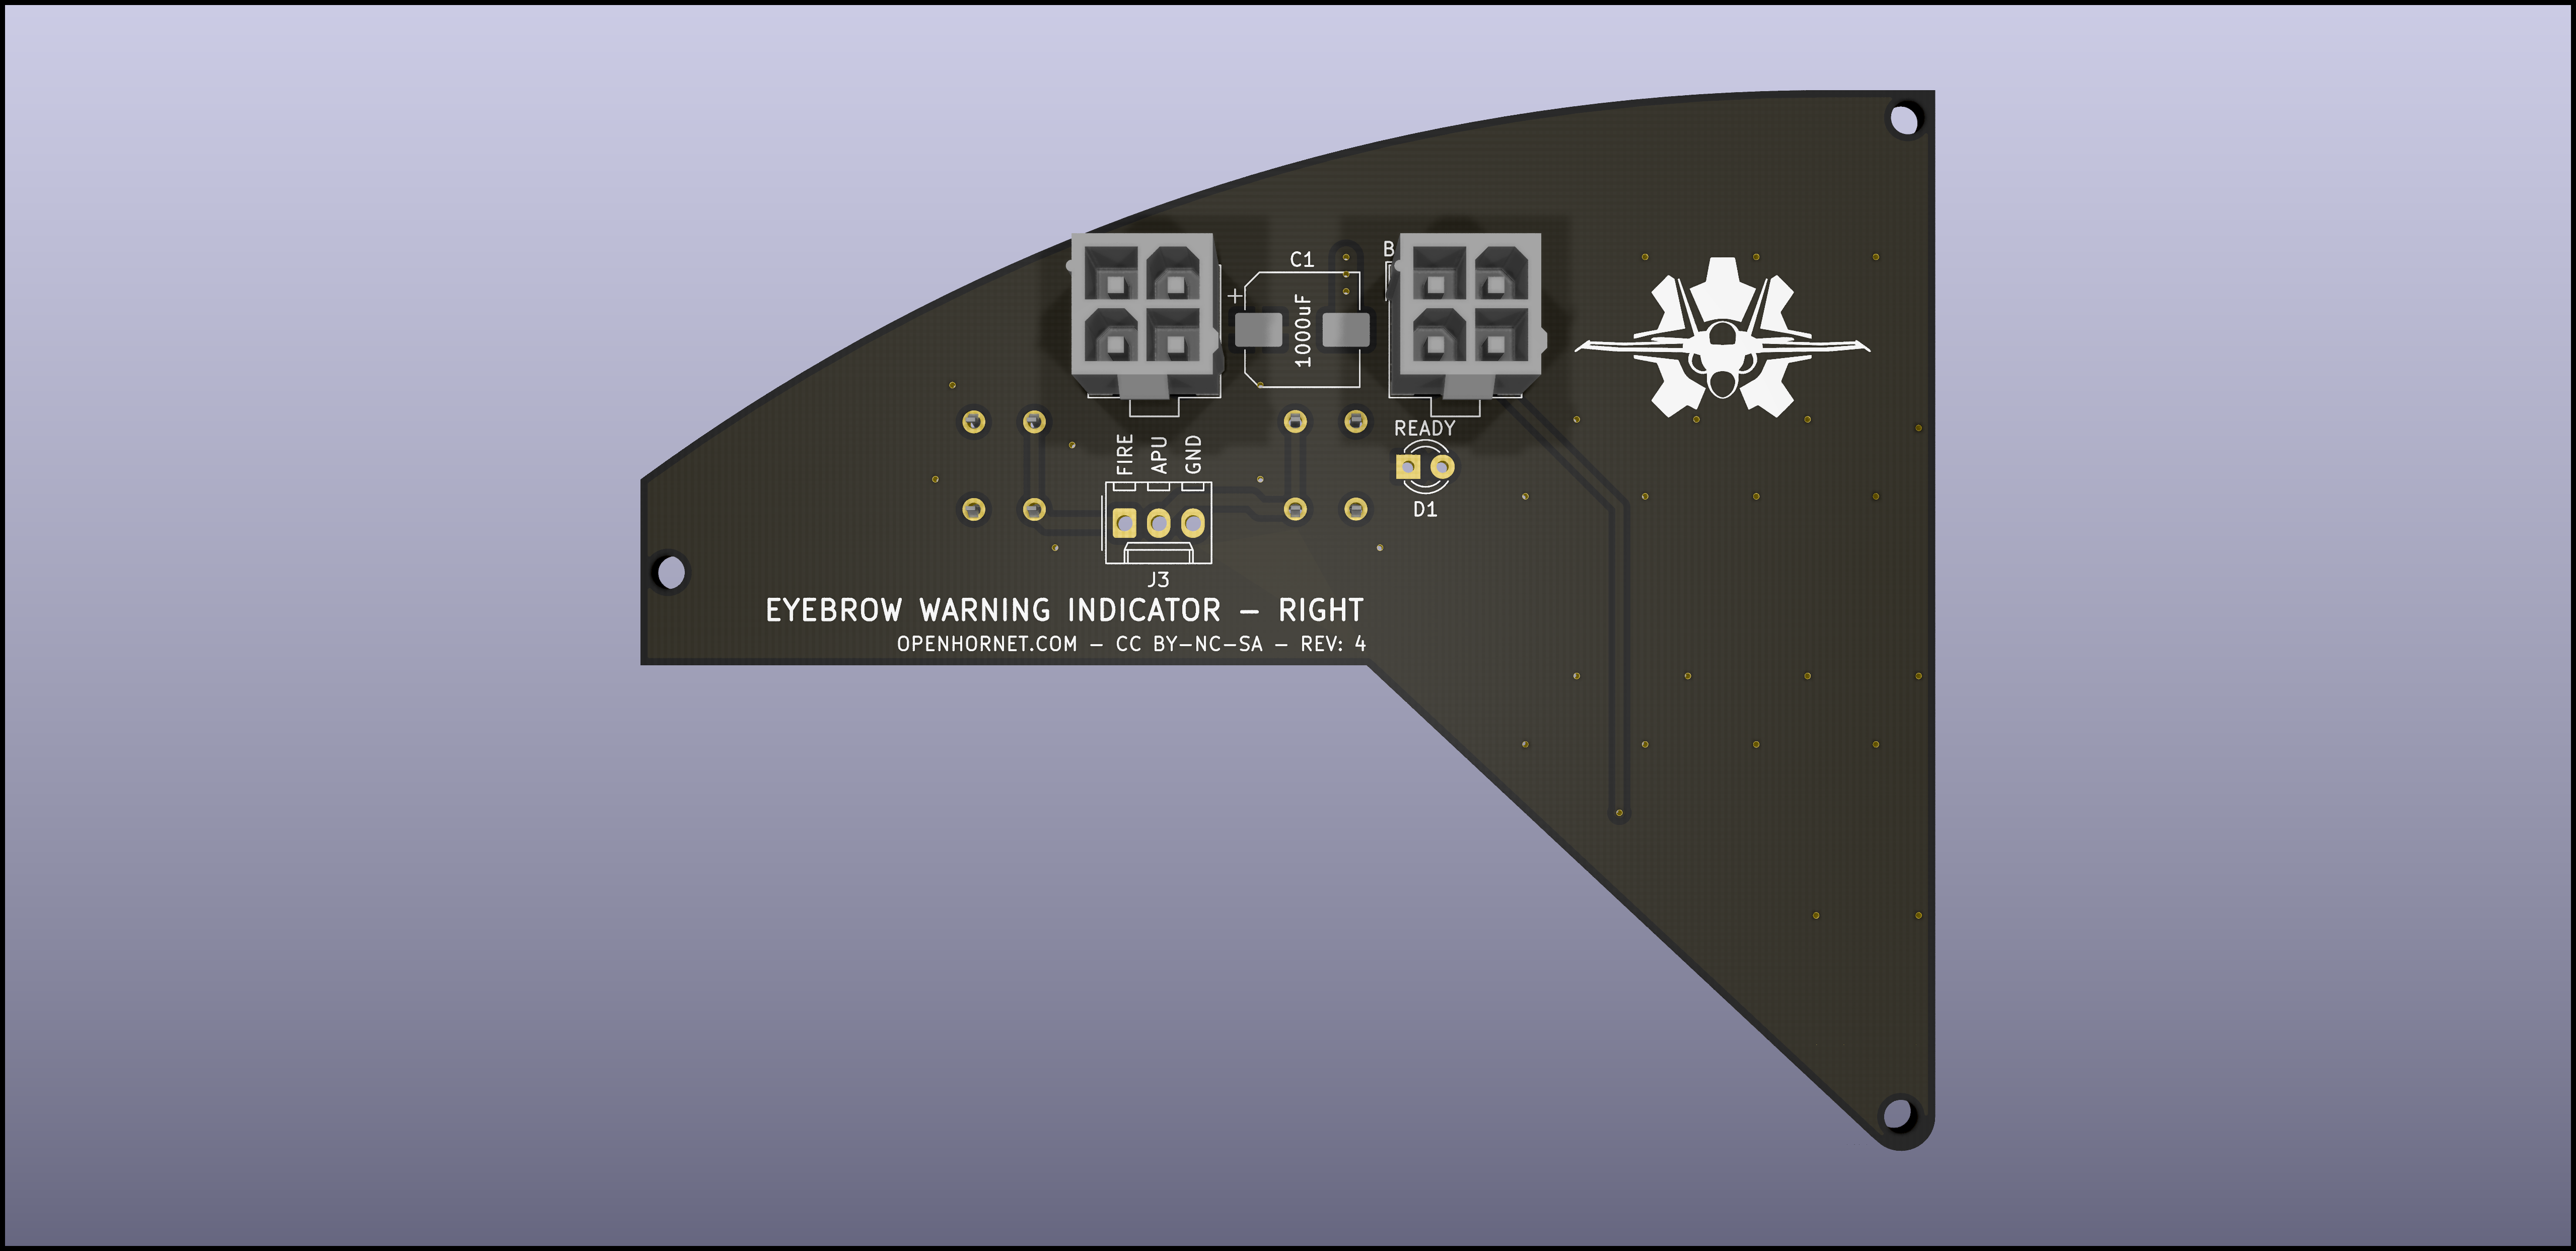 B
C1
+
1000uF
READY
FIRE
APU
GND
D1
J3
EYEBROW WARNING INDICATOR – RIGHT
OPENHORNET.COM – CC BY–NC–SA – REV: 4